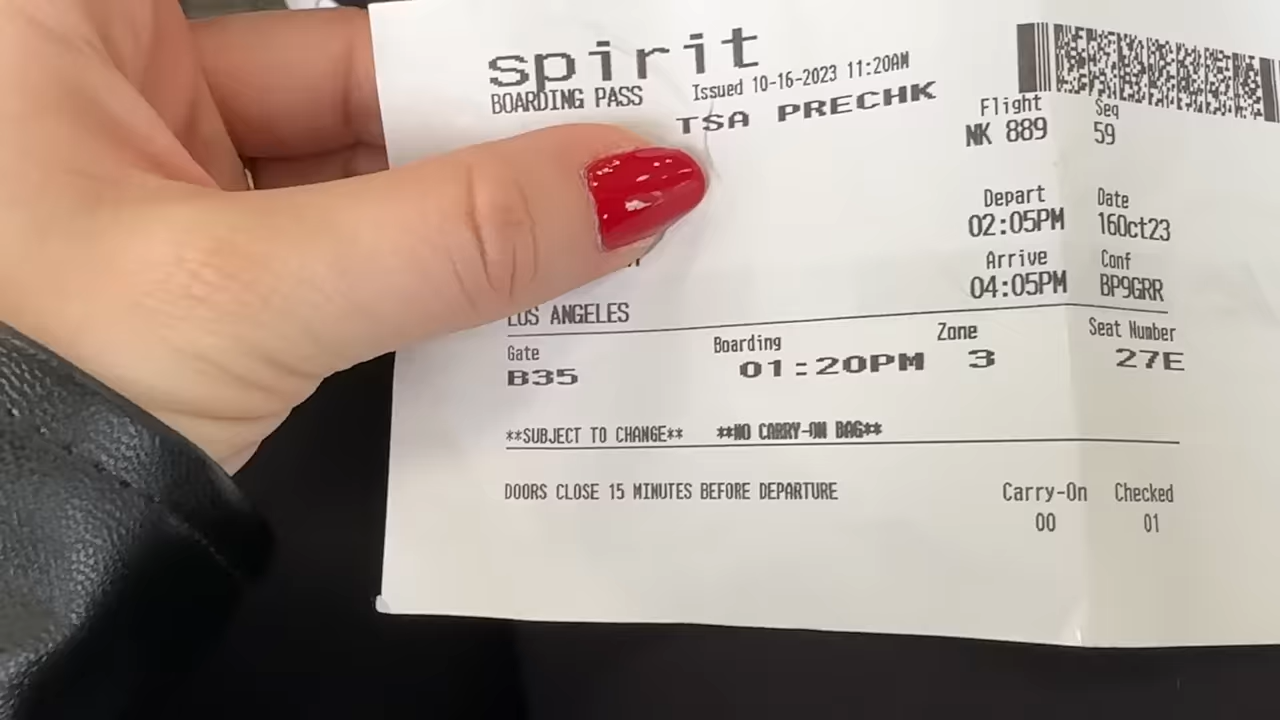 spirit
BOARDING PASS
Issued 10-16-2023 11:20AM
TSA PRECHK
Flight Seq
NK 889 59
Depart Date
02:05PM 16Oct23
Arrive Conf
04:05PM BP9GRR
LOS ANGELES
Gate Boarding Zone Seat Number
B35 01:20PM 3 27E
**SUBJECT TO CHANGE** **NO CARRY-ON BAG**
DOORS CLOSE 15 MINUTES BEFORE DEPARTURE
Carry-On Checked
00 01